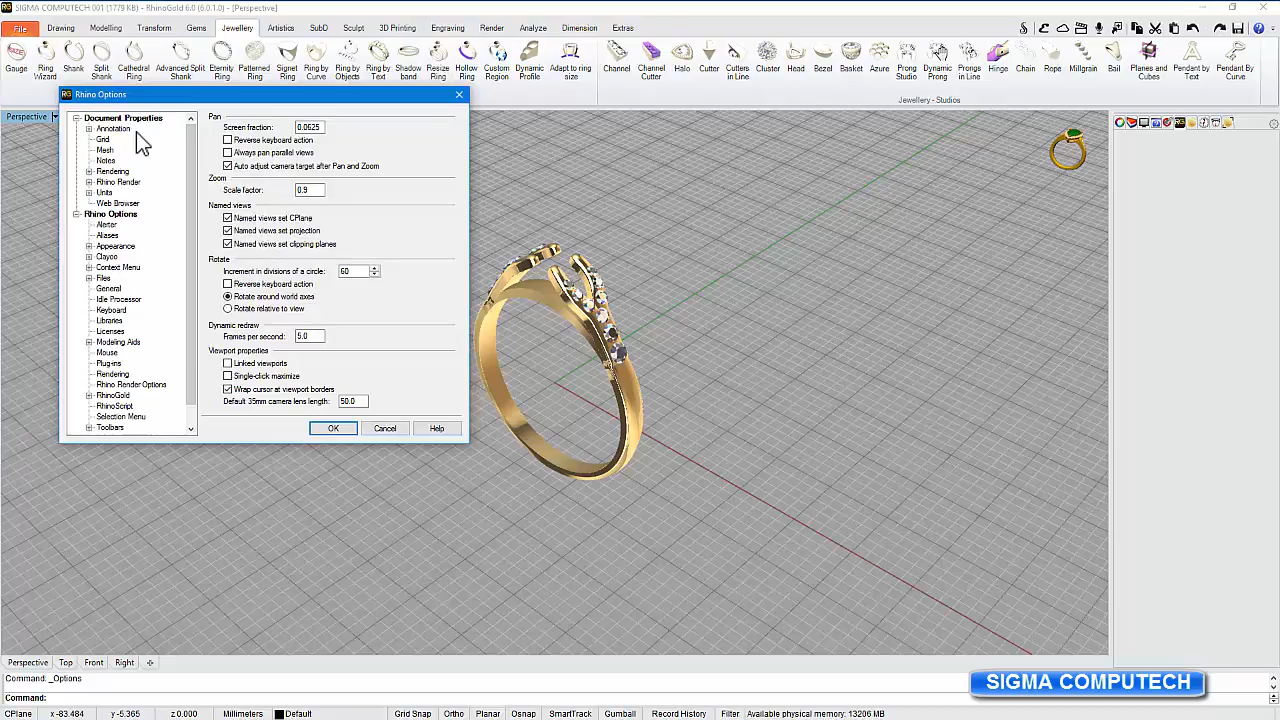 SIGMA COMPUTECH 001 (1779 KB) - RhinoGold 6.0 (6.0.1.0) - [Perspective]
File Drawing Modelling Transform Gems Jewellery Artistics SubD Sculpt 3D Printing Engraving Render Analyze Dimension Extras
Gauge
Ring Wizard
Shank
Split Shank
Cathedral Ring
Advanced Split Shank
Eternity Ring
Patterned Ring
Signet Ring
Ring by Curve
Ring by Objects
Ring by Text
Shadow band
Resize Ring
Hollow Ring
Custom Region
Dynamic Profile
Adapt to ring size
Channel
Channel Cutter
Halo
Cutter
Cutters in Line
Cluster
Head
Bezel
Basket
Azure
Prong Studio
Dynamic Prong.
Prongs in Line
Hinge
Chain
Rope
Millgrain
Bail
Planes and Cubes
Pendant by Text
Pendant By Curve
Jewellery - Studios
Perspective
Rhino Options
Document Properties
Annotation
Grid
Mesh
Notes
Rendering
Rhino Render
Units
Web Browser
Rhino Options
Alerter
Aliases
Appearance
Clayoo
Context Menu
Files
General
Idle Processor
Keyboard
Libraries
Licenses
Modeling Aids
Mouse
Plug-ins
Rendering
Rhino Render Options
RhinoGold
RhinoScript
Selection Menu
Toolbars
Pan
Screen fraction: 0.0625
Reverse keyboard action
Always pan parallel views
Auto adjust camera target after Pan and Zoom
Zoom
Scale factor: 0.9
Named views
Named views set CPlane
Named views set projection
Named views set clipping planes
Rotate
Increment in divisions of a circle: 60
Reverse keyboard action
Rotate around world axes
Rotate relative to view
Dynamic redraw
Frames per second: 5.0
Viewport properties
Linked viewports
Single-click maximize
Wrap cursor at viewport borders
Default 35mm camera lens length: 50.0
OK Cancel Help
Perspective Top Front Right
Command: _Options
Command:
SIGMA COMPUTECH
CPlane x -83.484 y -5.365 z 0.000 Millimeters Default Grid Snap Ortho Planar Osnap SmartTrack Gumball Record History Filter Available physical memory: 13206 MB